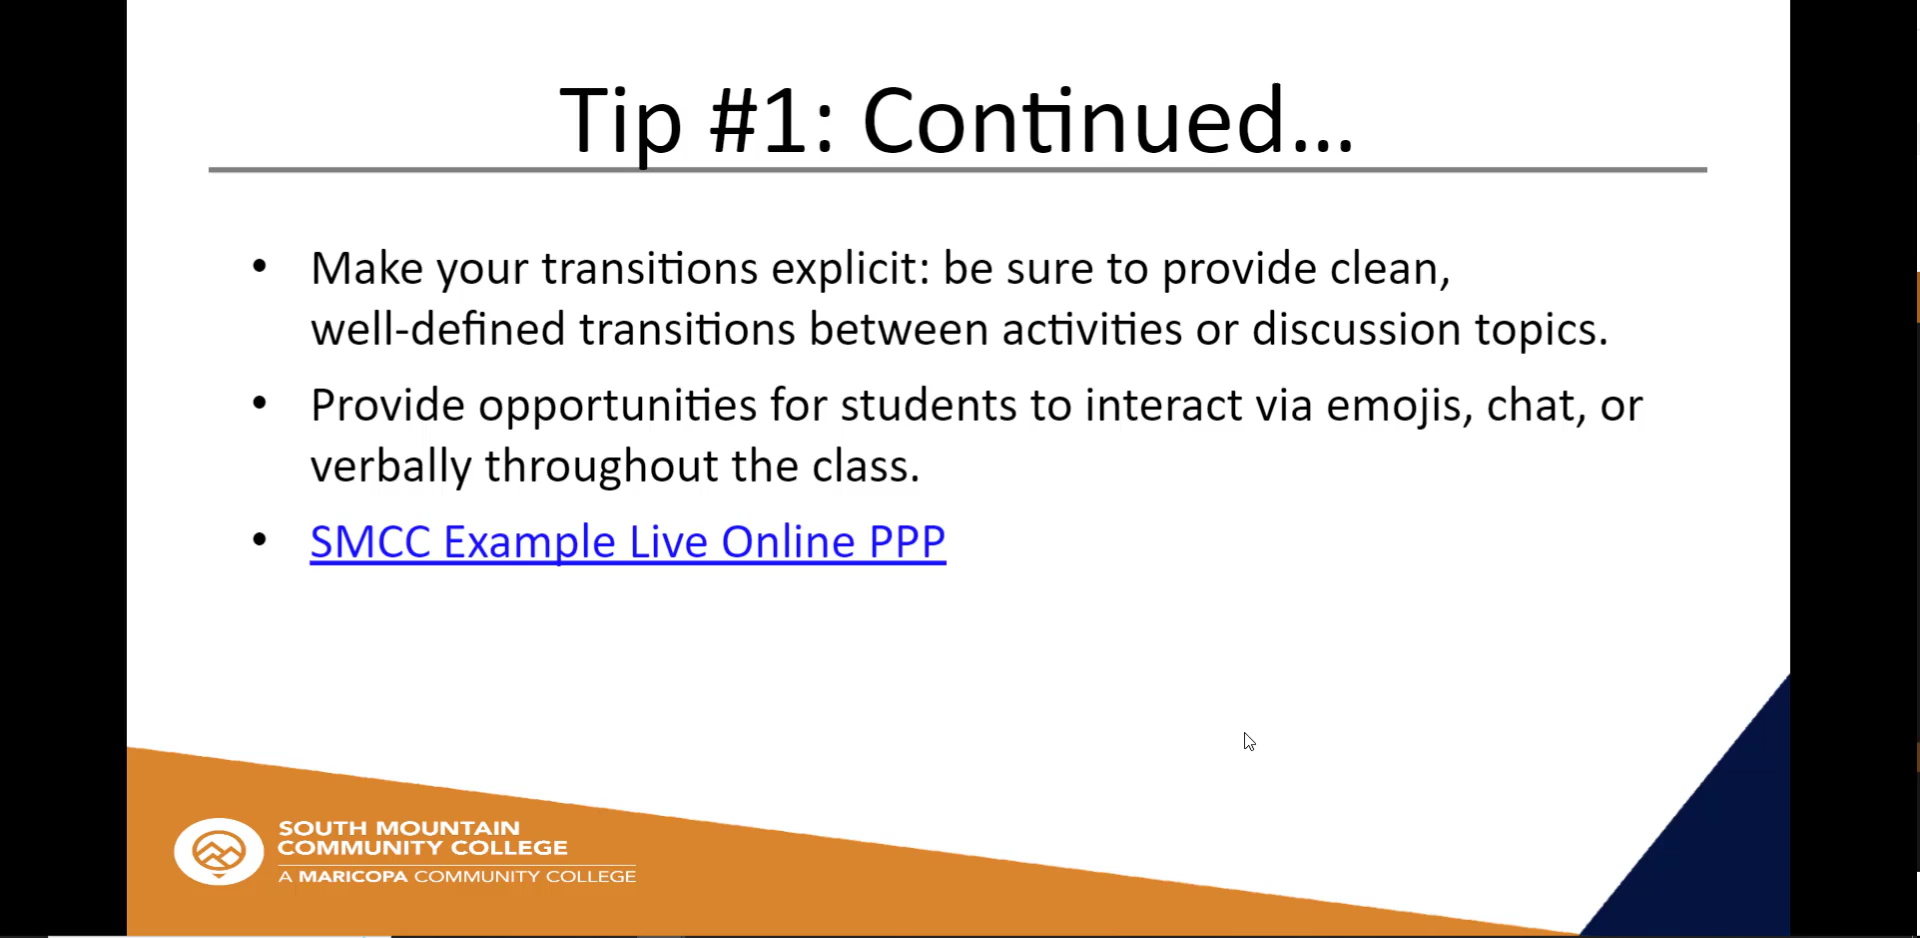 Tip #1: Continued...
• Make your transitions explicit: be sure to provide clean,
well-defined transitions between activities or discussion topics.
• Provide opportunities for students to interact via emojis, chat, or
verbally throughout the class.
• SMCC Example Live Online PPP
SOUTH MOUNTAIN
COMMUNITY COLLEGE
A MARICOPA COMMUNITY COLLEGE